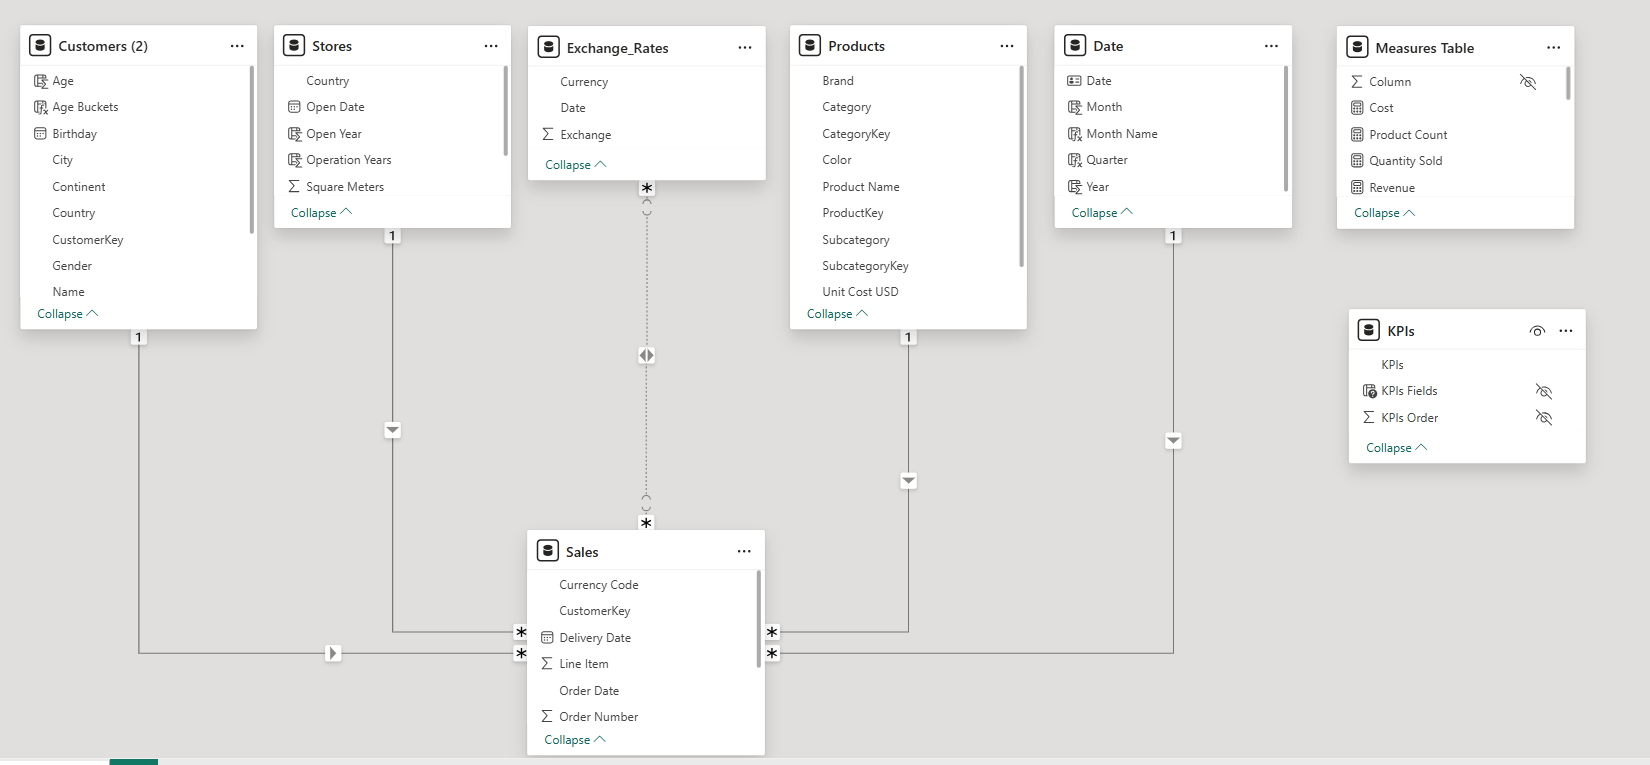 Customers (2)
Age
Age Buckets
Birthday
City
Continent
Country
CustomerKey
Gender
Name
Collapse
1
Stores
Country
Open Date
Open Year
Operation Years
Square Meters
Collapse
1
Exchange_Rates
Currency
Date
Exchange
Collapse
*
Products
Brand
Category
CategoryKey
Color
Product Name
ProductKey
Subcategory
SubcategoryKey
Unit Cost USD
Collapse
1
Date
Date
Month
Month Name
Quarter
Year
Collapse
1
Measures Table
Column
Cost
Product Count
Quantity Sold
Revenue
Collapse
KPIs
KPIs
KPIs Fields
KPIs Order
Collapse
*
Sales
Currency Code
CustomerKey
Delivery Date
Line Item
Order Date
Order Number
Collapse
*
*
*
*